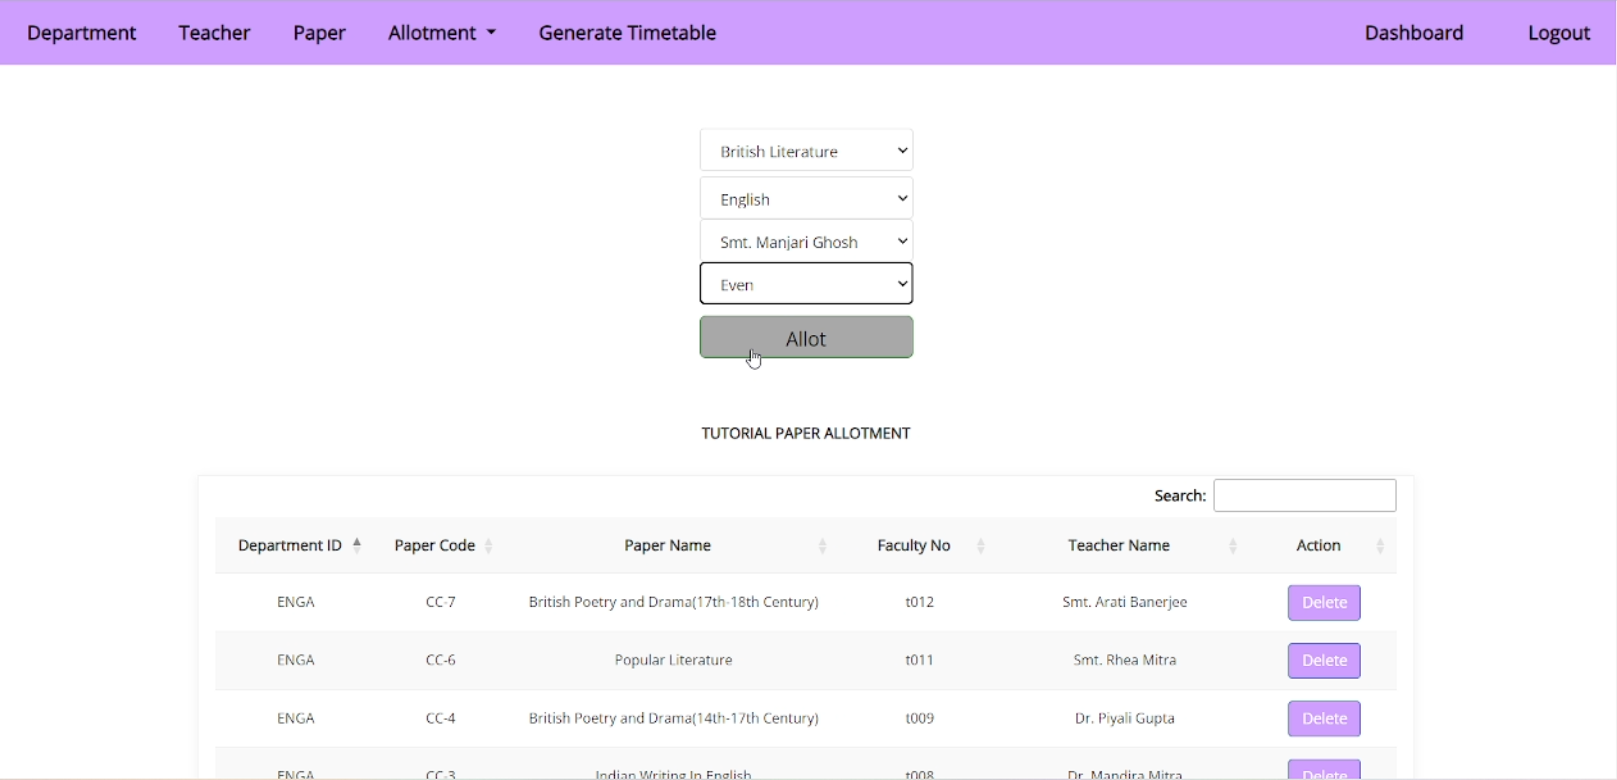 Department Teacher Paper Allotment Generate Timetable Dashboard Logout
British Literature
English
Smt. Manjari Ghosh
Even
Allot
TUTORIAL PAPER ALLOTMENT
Search:
Department ID Paper Code Paper Name Faculty No Teacher Name Action
ENGA CC-7 British Poetry and Drama(17th-18th Century) t012 Smt. Arati Banerjee Delete
ENGA CC-6 Popular Literature t011 Smt. Rhea Mitra Delete
ENGA CC-4 British Poetry and Drama(14th-17th Century) t009 Dr. Piyali Gupta Delete
ENGA CC-3 Indian Writing In English t008 Dr. Mandira Mitra Delete